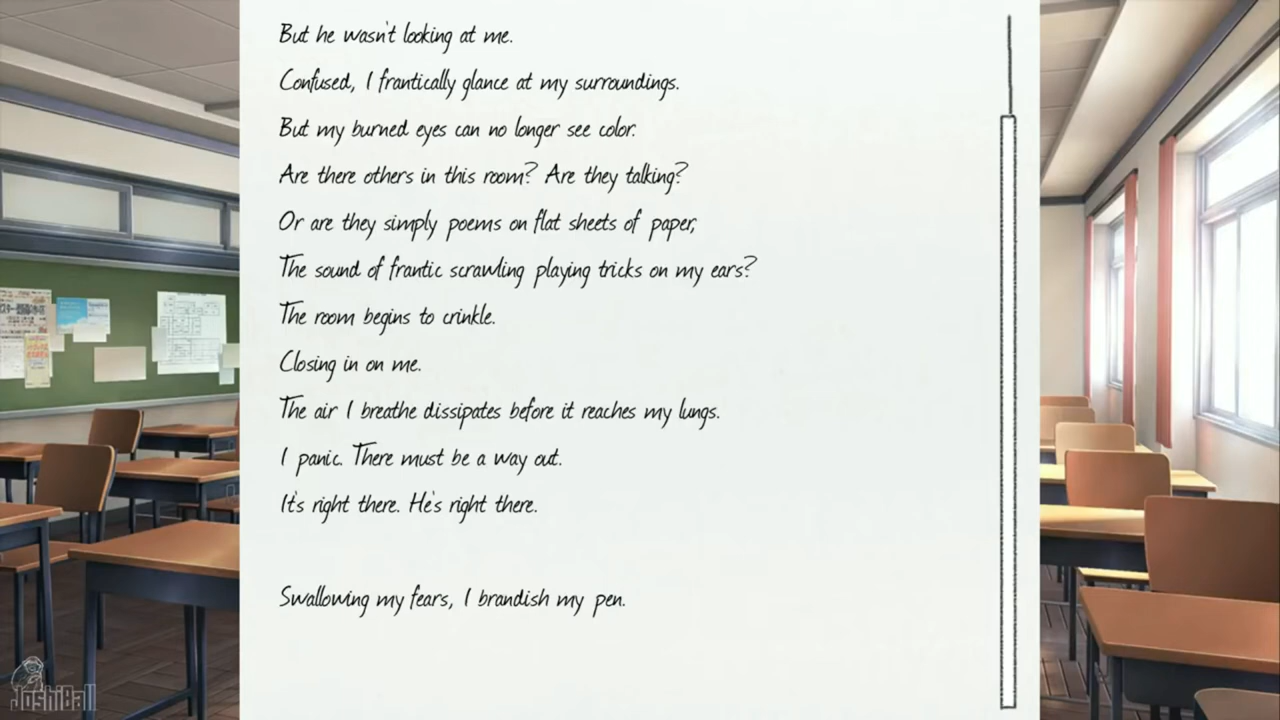 But he wasn't looking at me.
Confused, I frantically glance at my surroundings.
But my burned eyes can no longer see color.
Are there others in this room? Are they talking?
Or are they simply poems on flat sheets of paper,
The sound of frantic scrawling playing tricks on my ears?
The room begins to crinkle.
Closing in on me.
The air I breathe dissipates before it reaches my lungs.
I panic. There must be a way out.
It's right there. He's right there.
Swallowing my fears, I brandish my pen.
JoshiBall